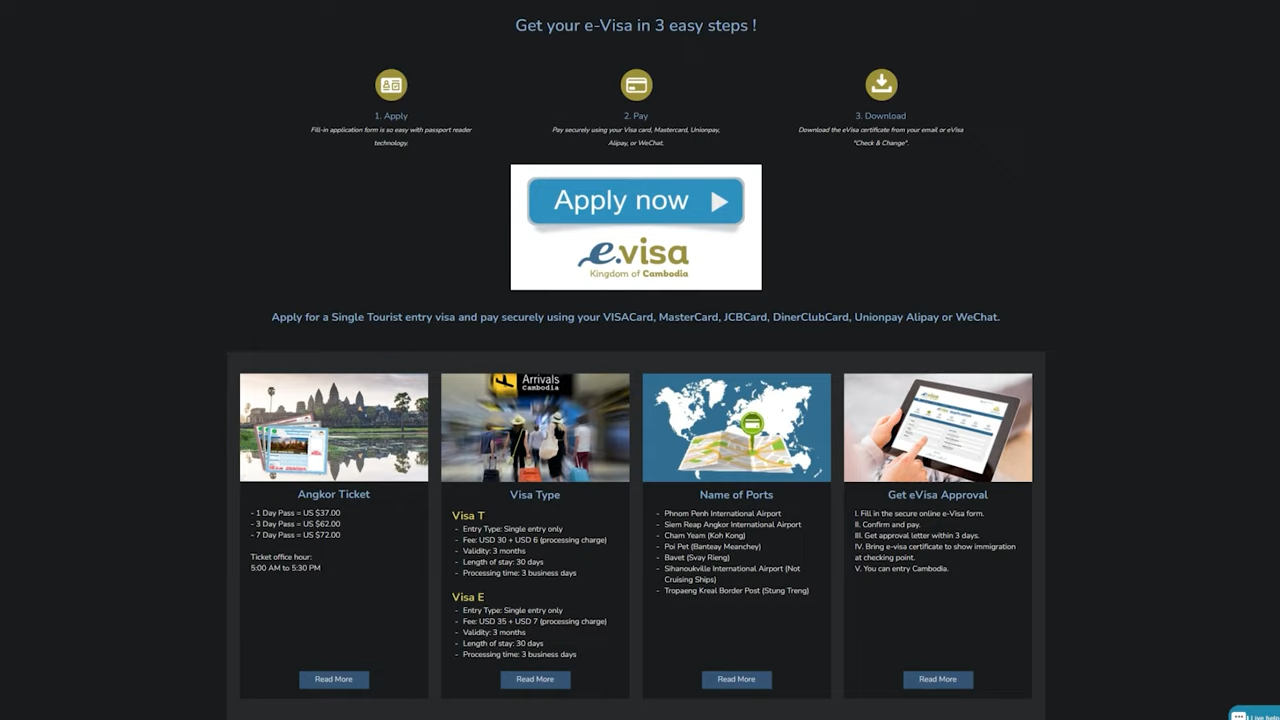 Get your e-Visa in 3 easy steps !
1. Apply
Fill-in application form is so easy with passport reader
technology.
2. Pay
Pay securely using your Visa card, Mastercard, Unionpay,
Alipay, or WeChat.
3. Download
Download the eVisa certificate from your email or eVisa
"Check & Change".
Apply now
e.visa
Kingdom of Cambodia
Apply for a Single Tourist entry visa and pay securely using your VISACard, MasterCard, JCBCard, DinerClubCard, Unionpay Alipay or WeChat.
Angkor Ticket
- 1 Day Pass = US $37.00
- 3 Day Pass = US $62.00
- 7 Day Pass = US $72.00
Ticket office hour:
5:00 AM to 5:30 PM
Read More
Arrivals
Cambodia
Visa Type
Visa T
- Entry Type: Single entry only
- Fee: USD 30 + USD 6 (processing charge)
- Validity: 3 months
- Length of stay: 30 days
- Processing time: 3 business days
Visa E
- Entry Type: Single entry only
- Fee: USD 35 + USD 7 (processing charge)
- Validity: 3 months
- Length of stay: 30 days
- Processing time: 3 business days
Read More
Name of Ports
- Phnom Penh International Airport
- Siem Reap Angkor International Airport
- Cham Yeam (Koh Kong)
- Poi Pet (Banteay Meanchey)
- Bavet (Svay Rieng)
- Sihanoukville International Airport (Not
Cruising Ships)
- Tropaeng Kreal Border Post (Stung Treng)
Read More
Get eVisa Approval
I. Fill in the secure online e-Visa form.
II. Confirm and pay.
III. Get approval letter within 3 days.
IV. Bring e-visa certificate to show immigration
at checking point.
V. You can entry Cambodia.
Read More
Live help